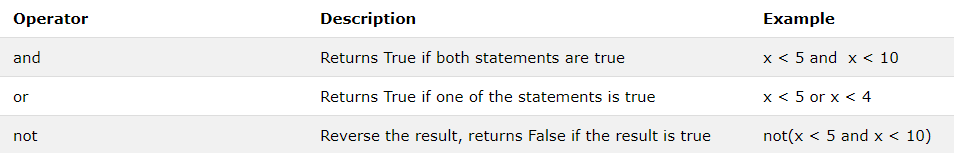 Operator Description Example
and Returns True if both statements are true x < 5 and  x < 10
or Returns True if one of the statements is true x < 5 or x < 4
not Reverse the result, returns False if the result is true not(x < 5 and x < 10)